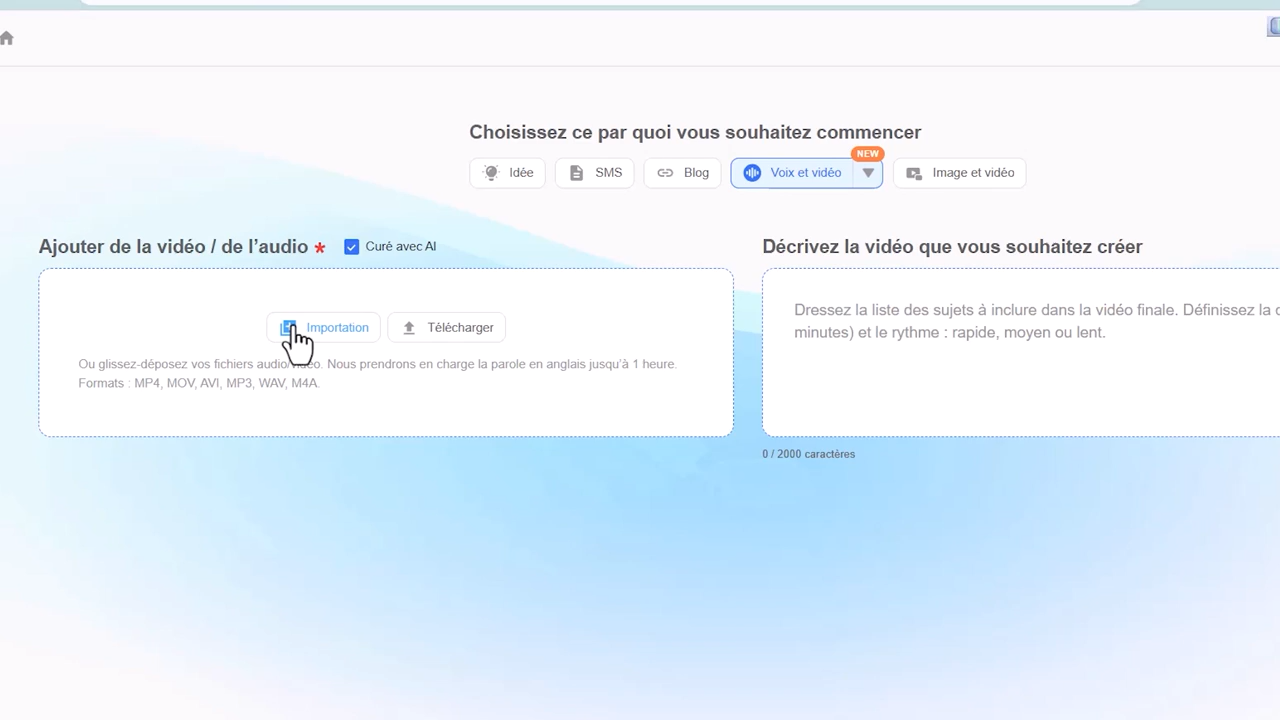 Choisissez ce par quoi vous souhaitez commencer
NEW
Idée
SMS
Blog
Voix et vidéo
Image et vidéo
Ajouter de la vidéo / de l'audio *
Curé avec AI
Importation
Télécharger
Ou glissez-déposez vos fichiers audio/vidéo. Nous prendrons en charge la parole en anglais jusqu'à 1 heure.
Formats : MP4, MOV, AVI, MP3, WAV, M4A.
Décrivez la vidéo que vous souhaitez créer
Dressez la liste des sujets à inclure dans la vidéo finale. Définissez la
minutes) et le rythme : rapide, moyen ou lent.
0 / 2000 caractères